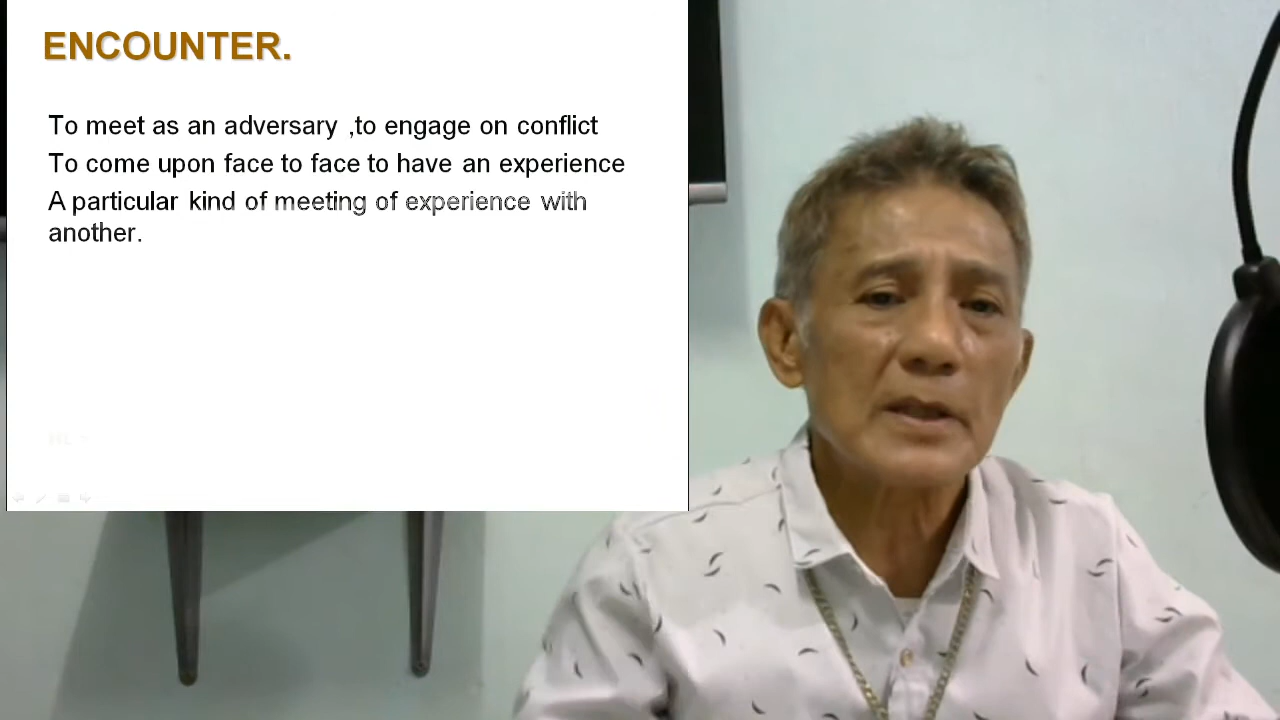 ENCOUNTER.
To meet as an adversary ,to engage on conflict
To come upon face to face to have an experience
A particular kind of meeting of experience with
another.